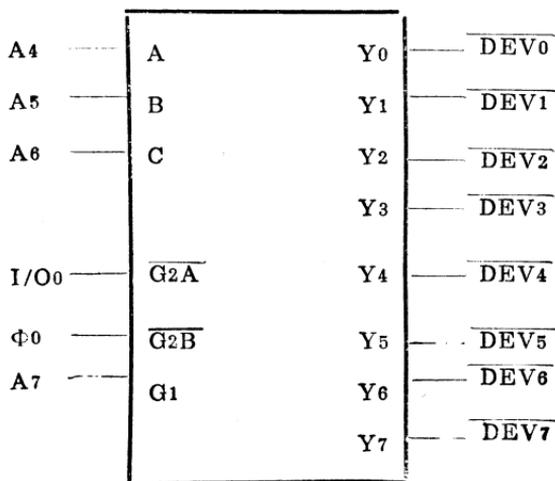 A4 A Y0 DEV0
A5 B Y1 DEV1
A6 C Y2 DEV2
Y3 DEV3
I/O0 G2A Y4 DEV4
Φ0 G2B Y5 DEV5
A7 G1 Y6 DEV6
Y7 DEV7